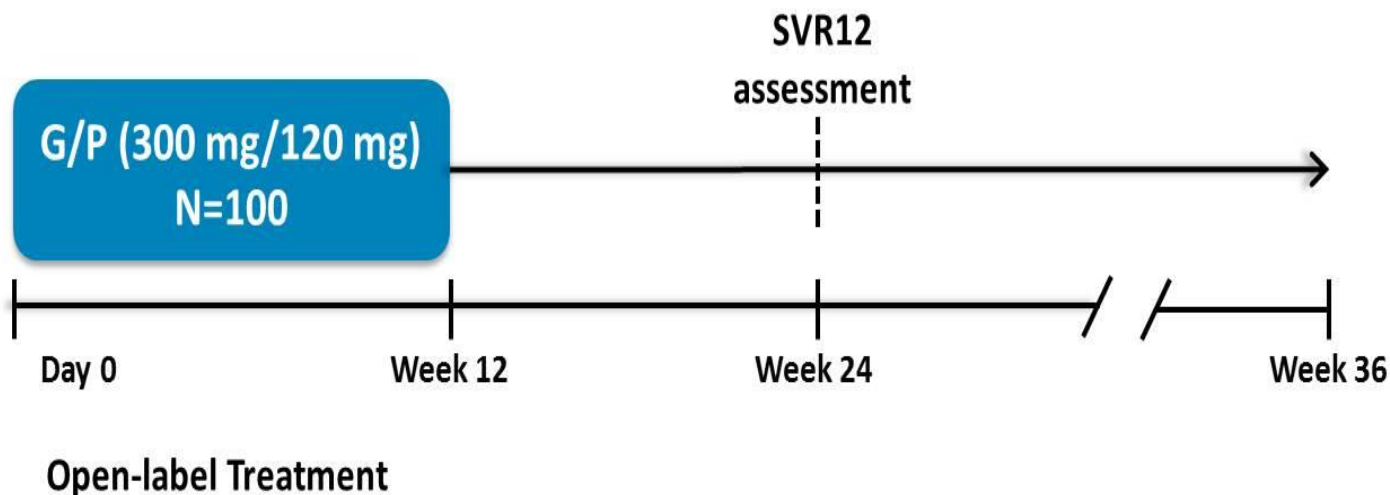 SVR12
assessment
G/P (300 mg/120 mg)
N=100
Day 0
Week 12
Week 24
Week 36
Open-label Treatment